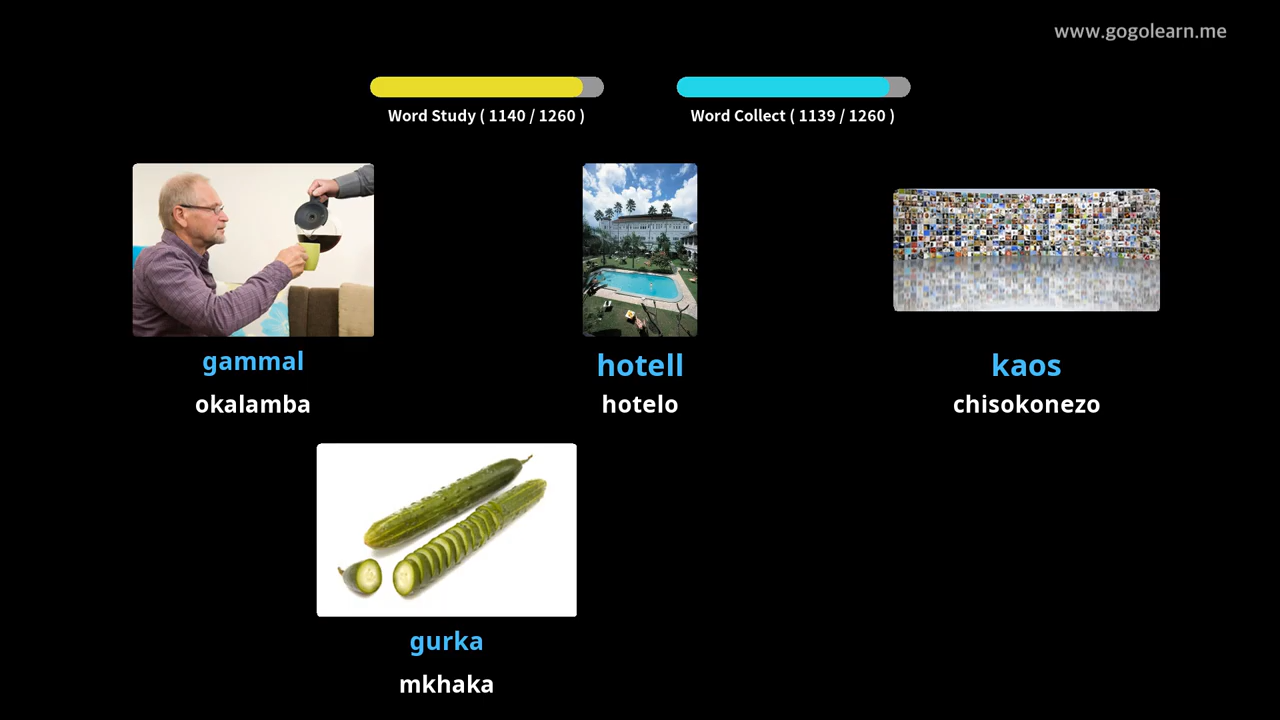 www.gogolearn.me
Word Study ( 1140 / 1260 )
Word Collect ( 1139 / 1260 )
gammal
hotell
kaos
okalamba
hotelo
chisokonezo
gurka
mkhaka